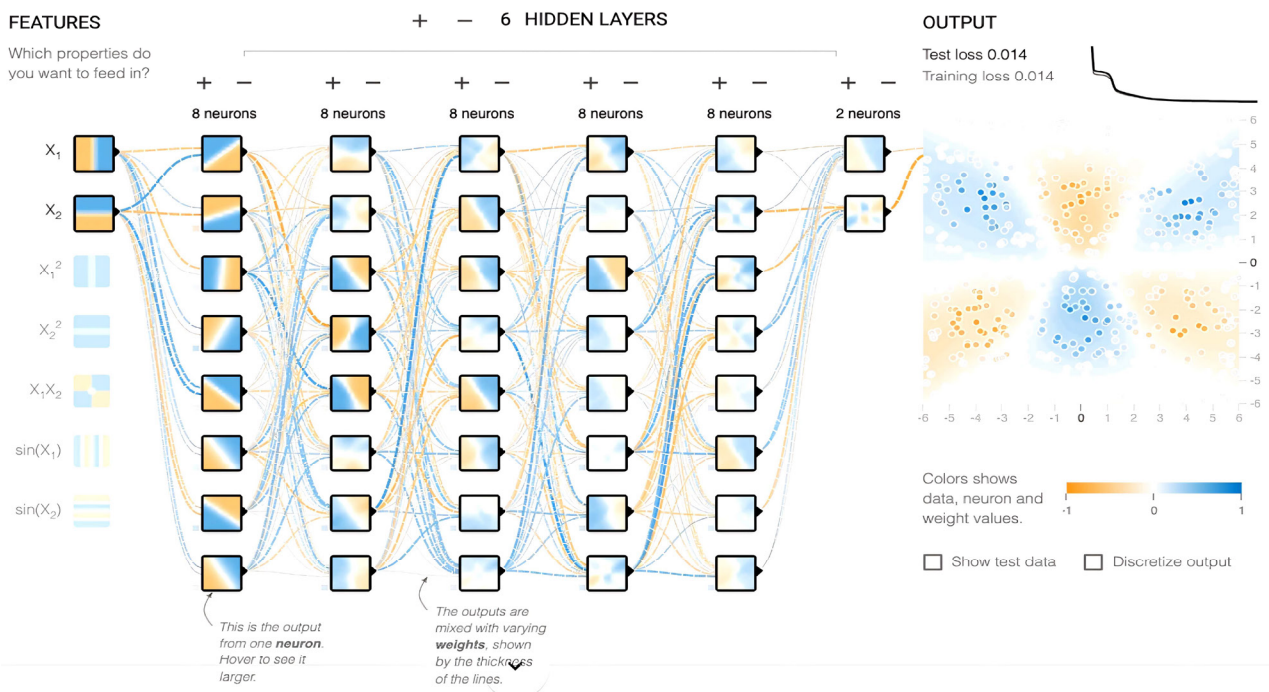 FEATURES
Which properties do
you want to feed in?
+ − 6 HIDDEN LAYERS
+ − + − + − + − + − + −
8 neurons 8 neurons 8 neurons 8 neurons 8 neurons 2 neurons
X1
X2
X1²
X2²
X1X2
sin(X1)
sin(X2)
This is the output
from one neuron.
Hover to see it
larger.
The outputs are
mixed with varying
weights, shown
by the thickness
of the lines.
OUTPUT
Test loss 0.014
Training loss 0.014
6
5
4
3
2
1
0
-1
-2
-3
-4
-5
-6
-6 -5 -4 -3 -2 -1 0 1 2 3 4 5 6
Colors shows
data, neuron and
weight values.
-1 0 1
Show test data Discretize output